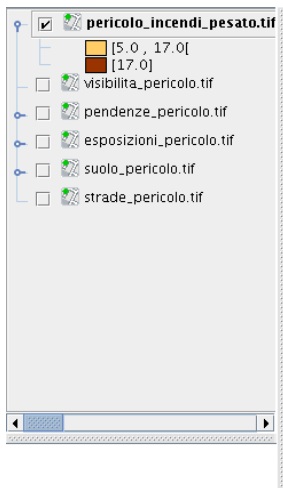 pericolo_incendi_pesato.tif
[5.0 , 17.0[
[17.0]
visibilita_pericolo.tif
pendenze_pericolo.tif
esposizioni_pericolo.tif
suolo_pericolo.tif
strade_pericolo.tif